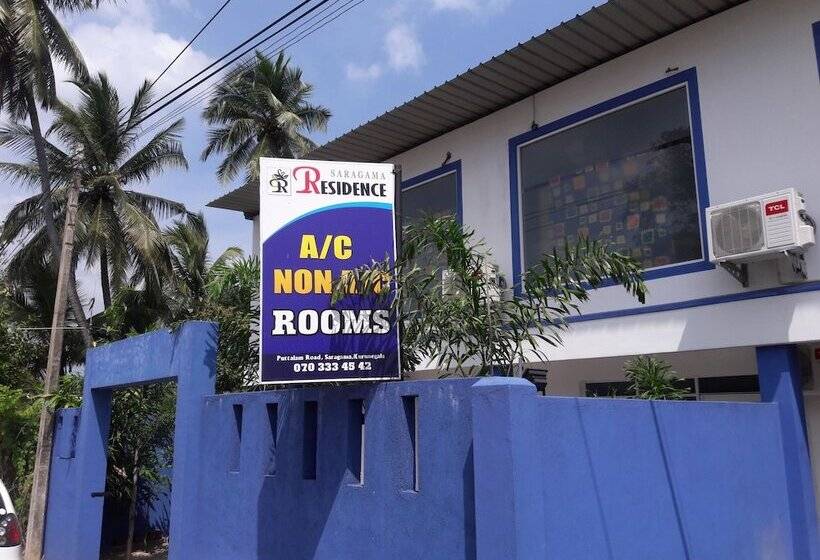 SARAGAMA
R RESIDENCE
A/C
NON A/C
ROOMS
Puttalam Road, Saragama, Kurunegala
070 333 45 42
TCL